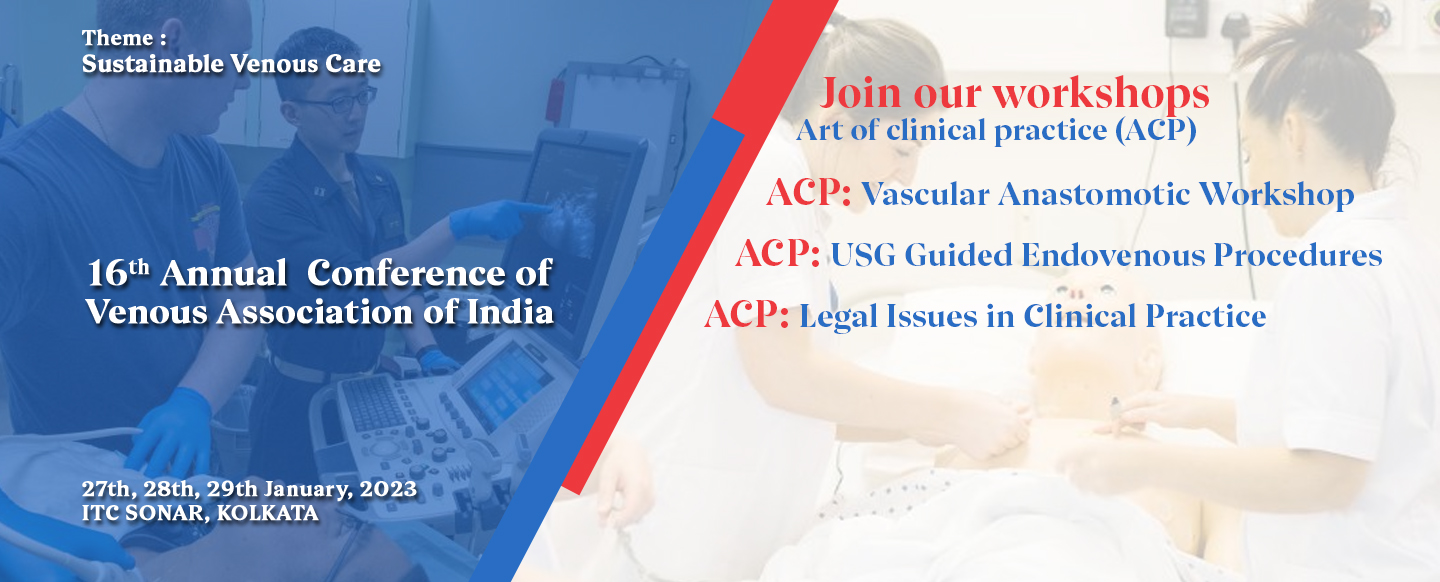 Theme :
Sustainable Venous Care
16th Annual Conference of
Venous Association of India
27th, 28th, 29th January, 2023
ITC SONAR, KOLKATA
Join our workshops
Art of clinical practice (ACP)
ACP: Vascular Anastomotic Workshop
ACP: USG Guided Endovenous Procedures
ACP: Legal Issues in Clinical Practice